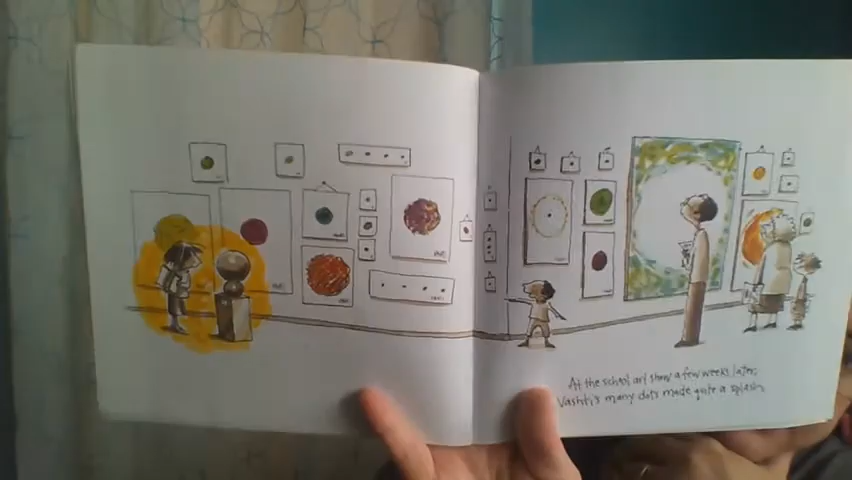 At the school art show a few weeks later,
Vashti's many dots made quite a splash.